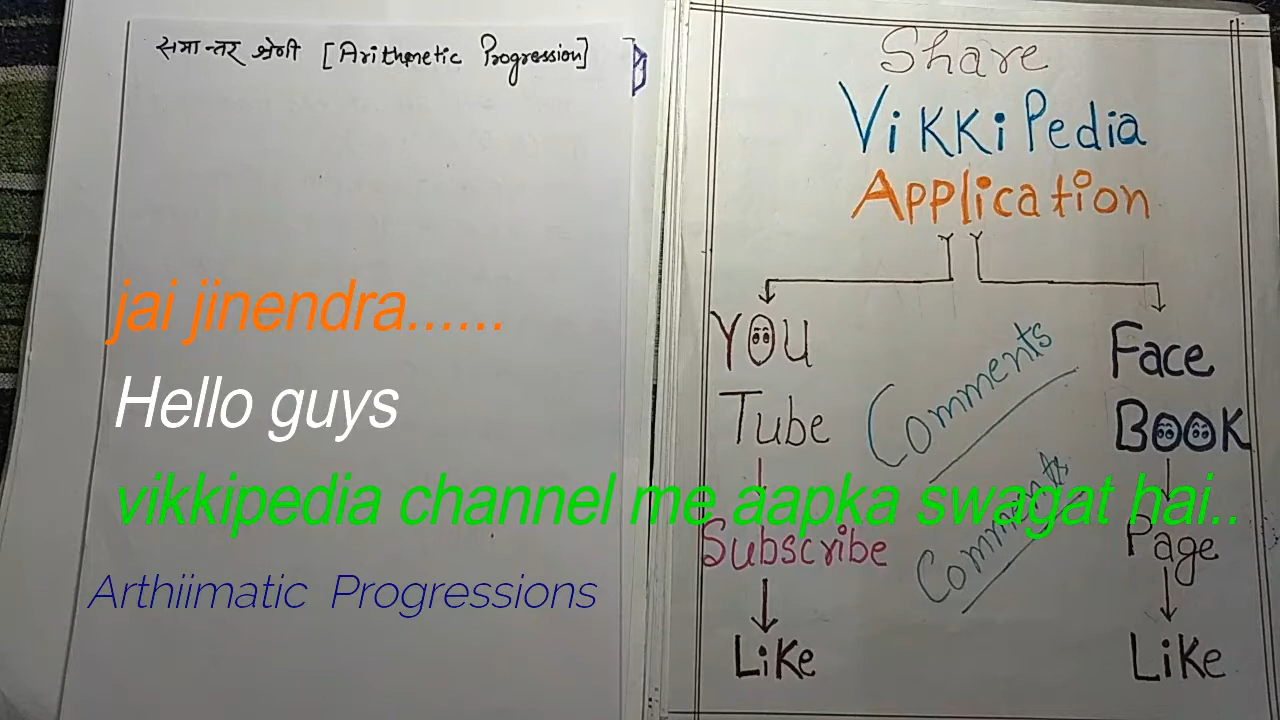 समान्तर श्रेणी [Arithmetic Progression]
jai jinendra......
Hello guys
vikkipedia channel me aapka swagat hai..
Arthiimatic Progressions
Share
VikkiPedia
Application
You
Tube
Subscribe
Like
Comments
Comments
Face
Book
Page
Like